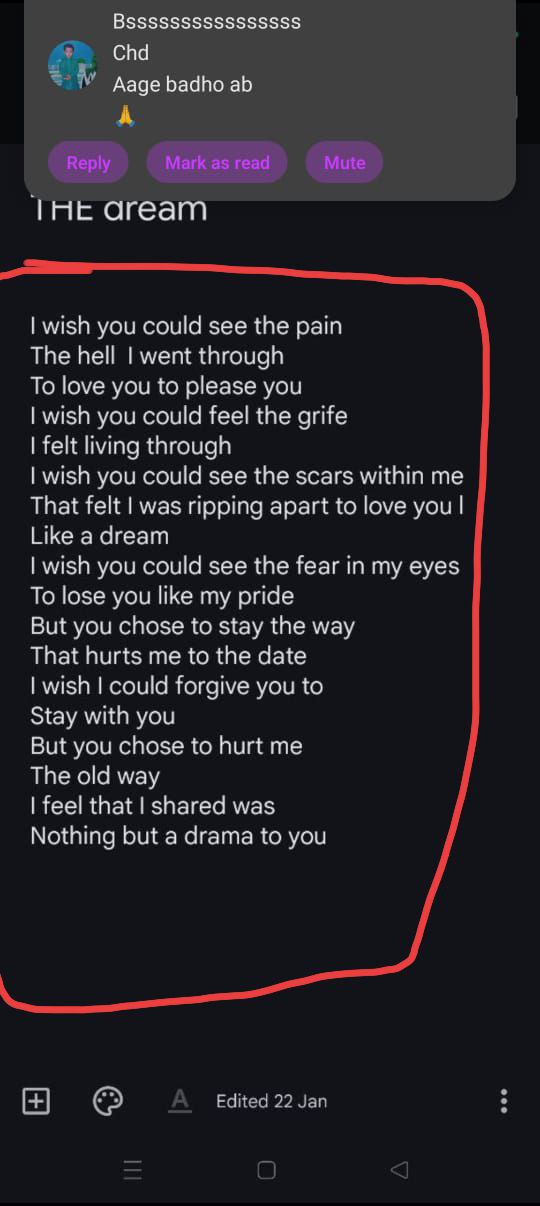 Bsssssssssssssssss
Chd
Aage badho ab
🙏
Reply Mark as read Mute
THE dream
I wish you could see the pain
The hell  I went through
To love you to please you
I wish you could feel the grife
I felt living through
I wish you could see the scars within me
That felt I was ripping apart to love you l
Like a dream
I wish you could see the fear in my eyes
To lose you like my pride
But you chose to stay the way
That hurts me to the date
I wish I could forgive you to
Stay with you
But you chose to hurt me
The old way
I feel that I shared was
Nothing but a drama to you
A Edited 22 Jan